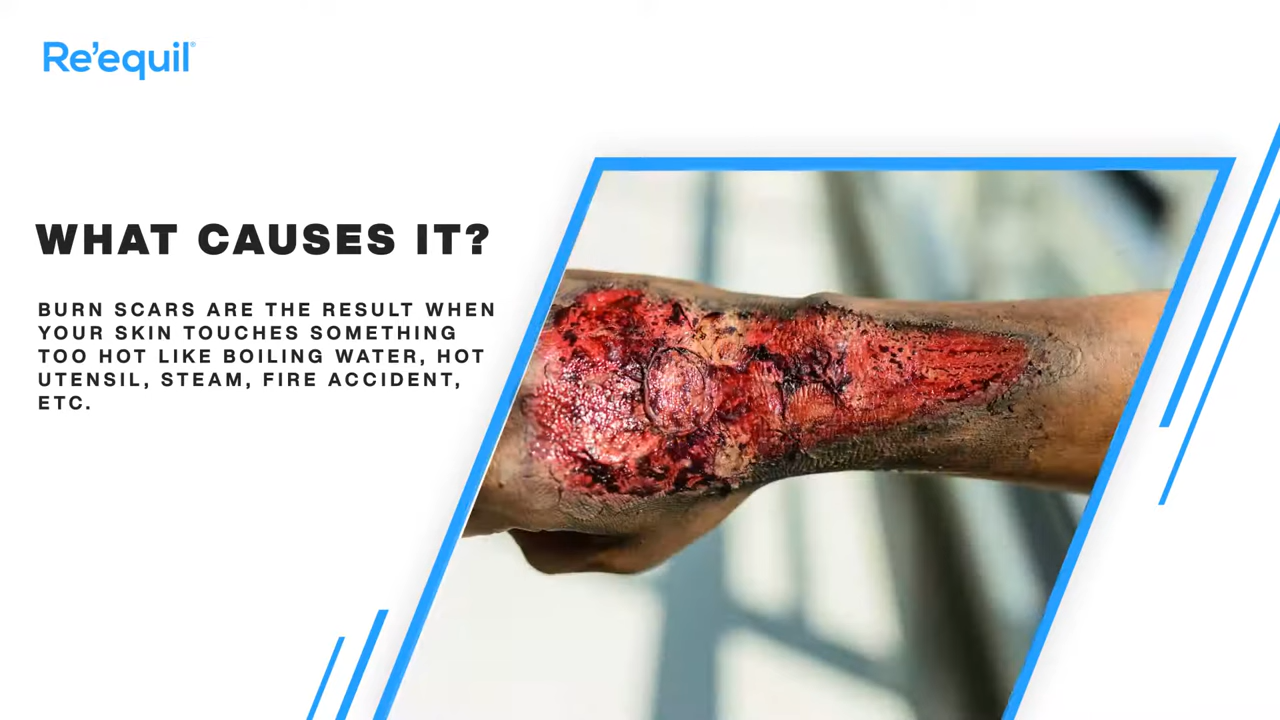 Re'equil
WHAT CAUSES IT?
BURN SCARS ARE THE RESULT WHEN
YOUR SKIN TOUCHES SOMETHING
TOO HOT LIKE BOILING WATER, HOT
UTENSIL, STEAM, FIRE ACCIDENT,
ETC.